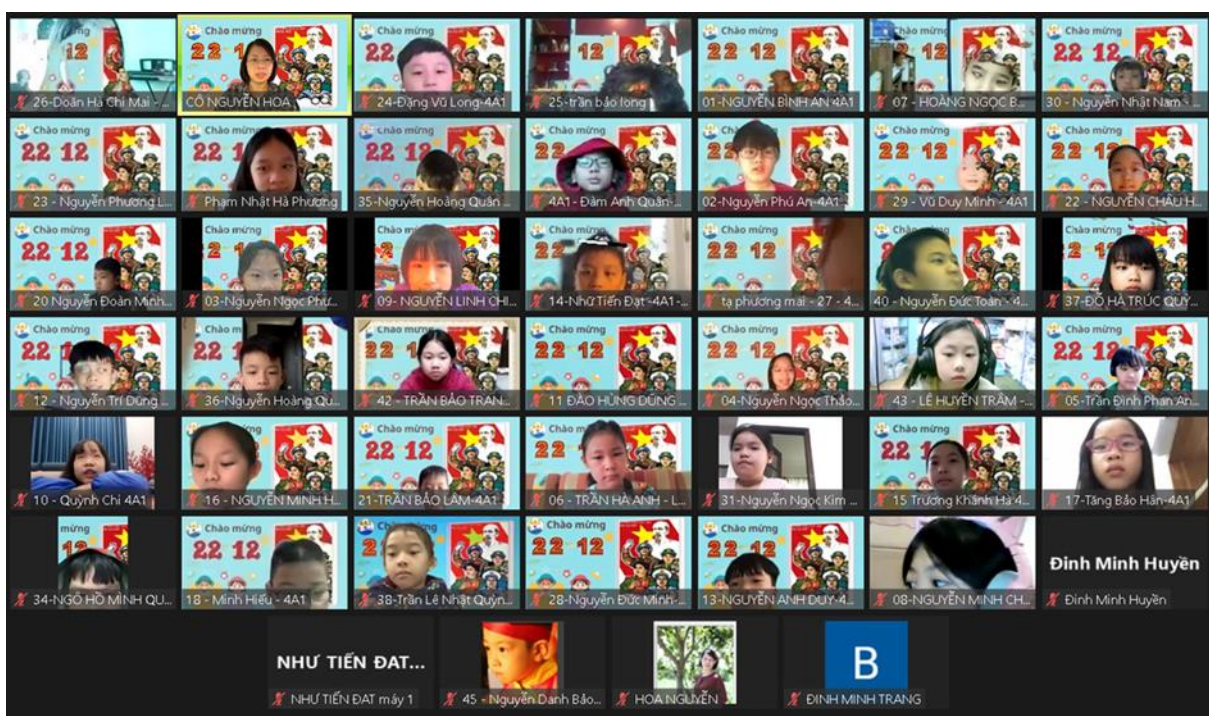 26-Doãn Hà Chi Mai - ...
CÔ NGUYỄN HOA
24-Đặng Vũ Long-4A1
25-trần bảo long
01-NGUYỄN BÌNH AN 4A1
07 - HOÀNG NGỌC B...
30 - Nguyễn Nhật Nam - ...
Chào mừng
22 12
23 - Nguyễn Phương L...
Phạm Nhật Hà Phương
35-Nguyễn Hoàng Quân ...
4A1 - Đàm Anh Quân-...
02-Nguyễn Phú An-4A1
29 - Vũ Duy Minh - 4A1
22 - NGUYỄN CHÂU H...
20 Nguyễn Đoàn Minh...
03-Nguyễn Ngọc Phư...
09- NGUYỄN LINH CHI...
14-Nhữ Tiến Đạt -4A1-...
tạ phương mai - 27 - 4...
40 - Nguyễn Đức Toàn - 4...
37-ĐỖ HÀ TRÚC QUỲ...
12 - Nguyễn Trí Dũng ...
36-Nguyễn Hoàng Qu...
42 - TRẦN BẢO TRAN...
11 ĐÀO HÙNG DŨNG ...
04-Nguyễn Ngọc Thảo...
43 - LÊ HUYỀN TRÂM -...
05-Trần Đình Phan An...
10 - Quỳnh Chi 4A1
16 - NGUYỄN MINH H...
21-TRẦN BẢO LÂM-4A1
06 - TRẦN HÀ ANH - L...
31-Nguyễn Ngọc Kim ...
15 Trương Khánh Hà 4...
17-Tăng Bảo Hân-4A1
34-NGÔ HỒ MINH QU...
18 - Minh Hiếu - 4A1
38-Trần Lê Nhật Quỳn...
28-Nguyễn Đức Minh-...
13-NGUYỄN ANH DUY-4...
08-NGUYỄN MINH CH...
Đinh Minh Huyền
Đinh Minh Huyền
NHƯ TIẾN ĐẠT...
NHƯ TIẾN ĐẠT máy 1
45 - Nguyễn Danh Bảo...
HOA NGUYỄN
B
ĐINH MINH TRANG